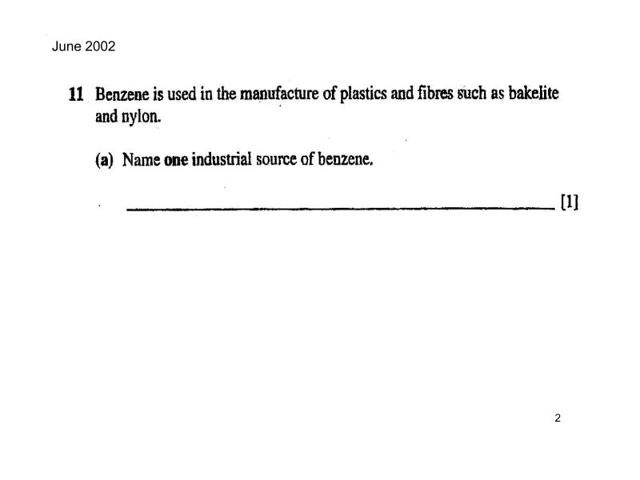 June 2002
11 Benzene is used in the manufacture of plastics and fibres such as bakelite
and nylon.
(a) Name one industrial source of benzene.
[1]
2